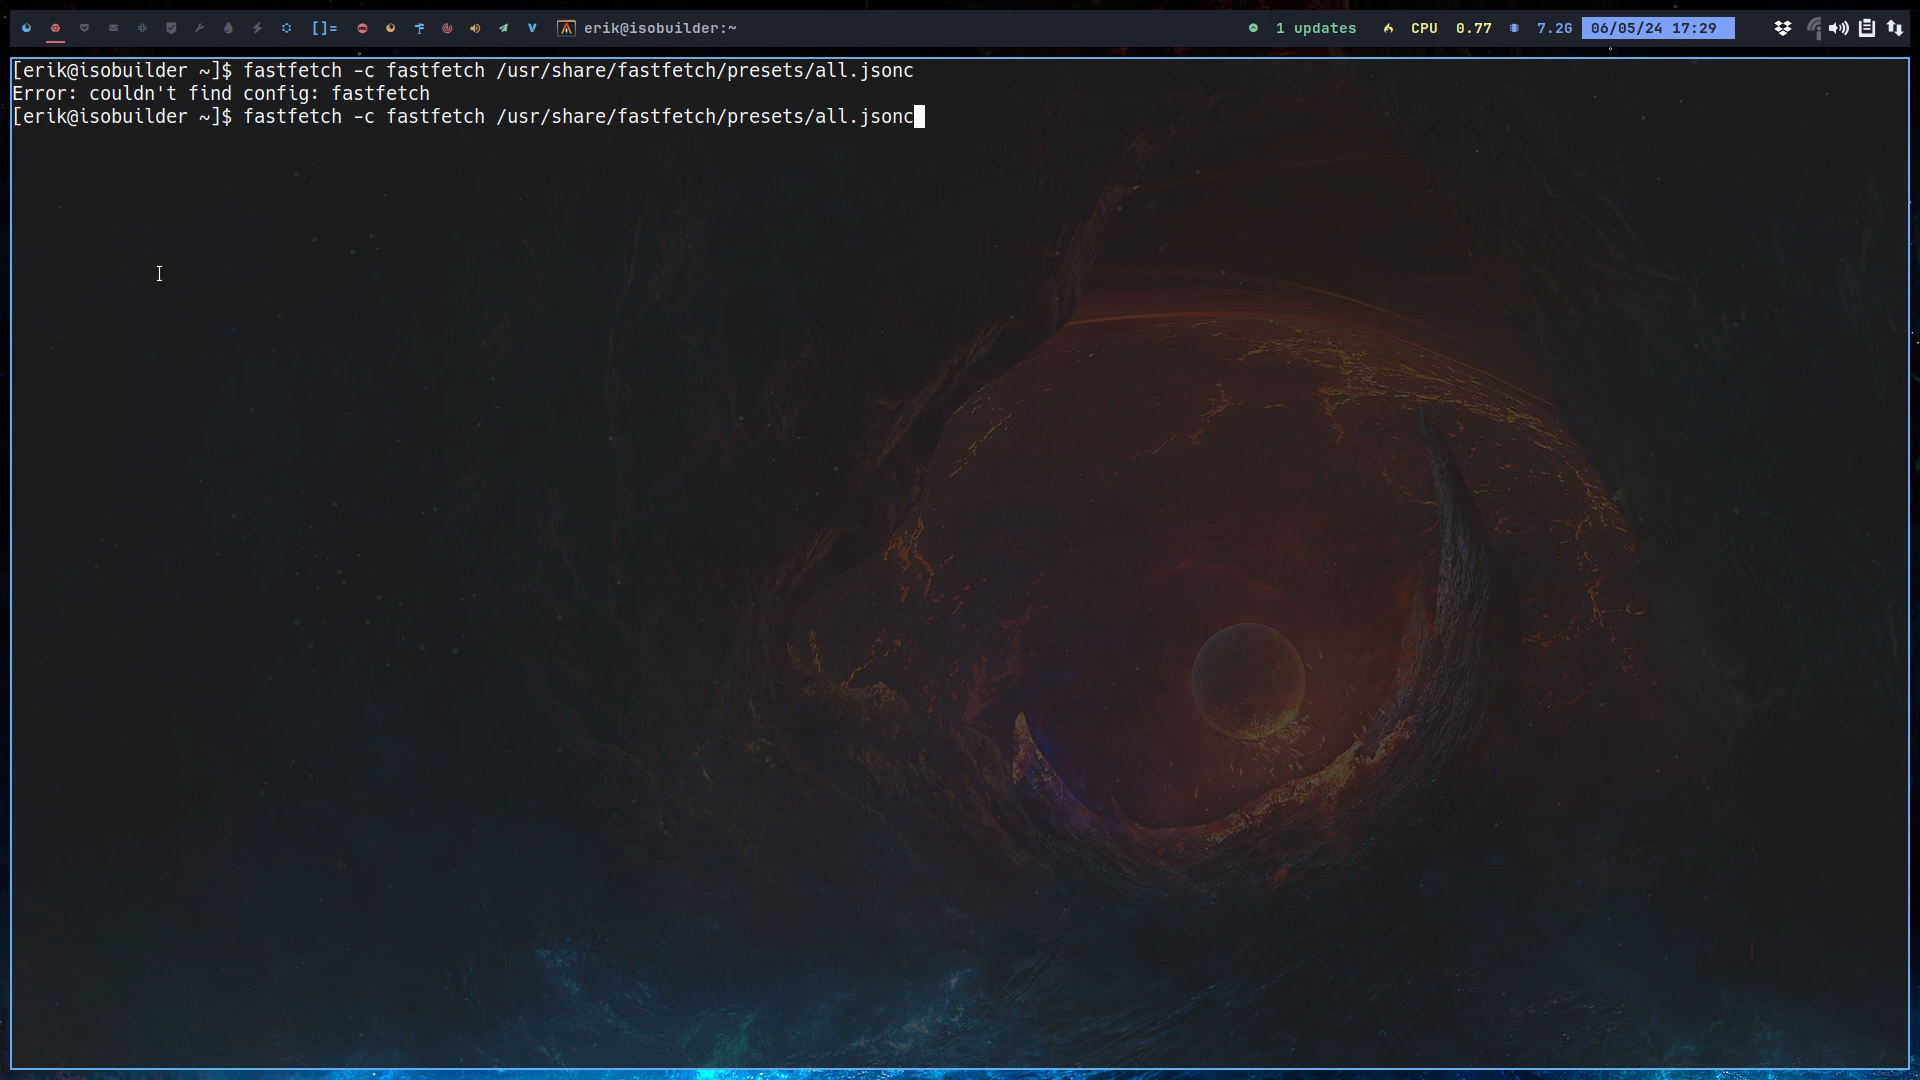 []= V erik@isobuilder:~ 1 updates CPU 0.77 7.2G 06/05/24 17:29
[erik@isobuilder ~]$ fastfetch -c fastfetch /usr/share/fastfetch/presets/all.jsonc
Error: couldn't find config: fastfetch
[erik@isobuilder ~]$ fastfetch -c fastfetch /usr/share/fastfetch/presets/all.jsonc